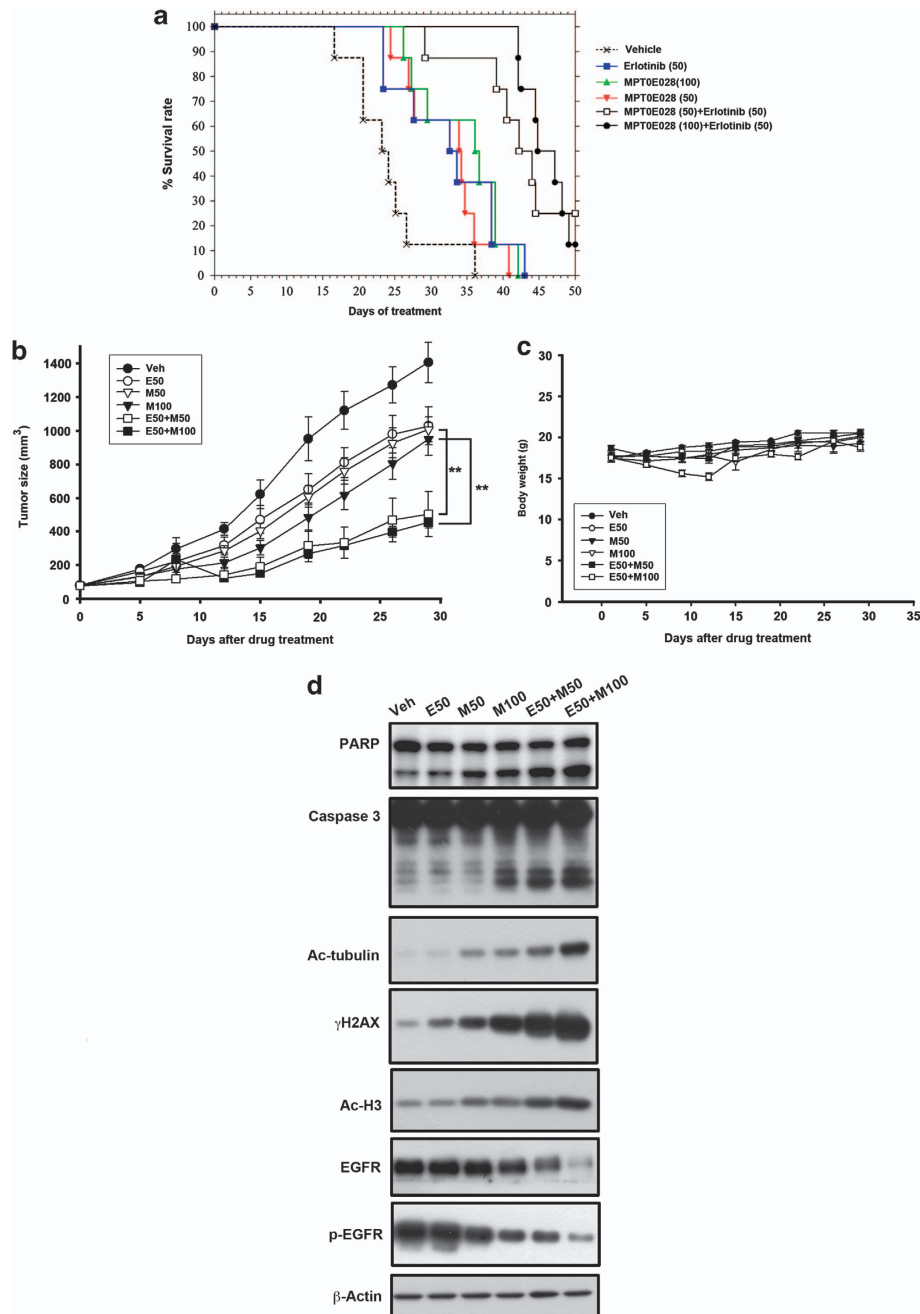 a
% Survival rate
100
90
80
70
60
50
40
30
20
10
0
0 5 10 15 20 25 30 35 40 45 50
Days of treatment
Vehicle
Erlotinib (50)
MPT0E028(100)
MPT0E028 (50)
MPT0E028 (50)+Erlotinib (50)
MPT0E028 (100)+Erlotinib (50)
b
Tumor size (mm3)
1400
1200
1000
800
600
400
200
0
0 5 10 15 20 25 30
Days after drug treatment
Veh
E50
M50
M100
E50+M50
E50+M100
**
**
c
Body weight (g)
30
25
20
15
10
5
0
0 5 10 15 20 25 30 35
Days after drug treatment
Veh
E50
M50
M100
E50+M50
E50+M100
d
Veh E50 M50 M100 E50+M50 E50+M100
PARP
Caspase 3
Ac-tubulin
γH2AX
Ac-H3
EGFR
p-EGFR
β-Actin